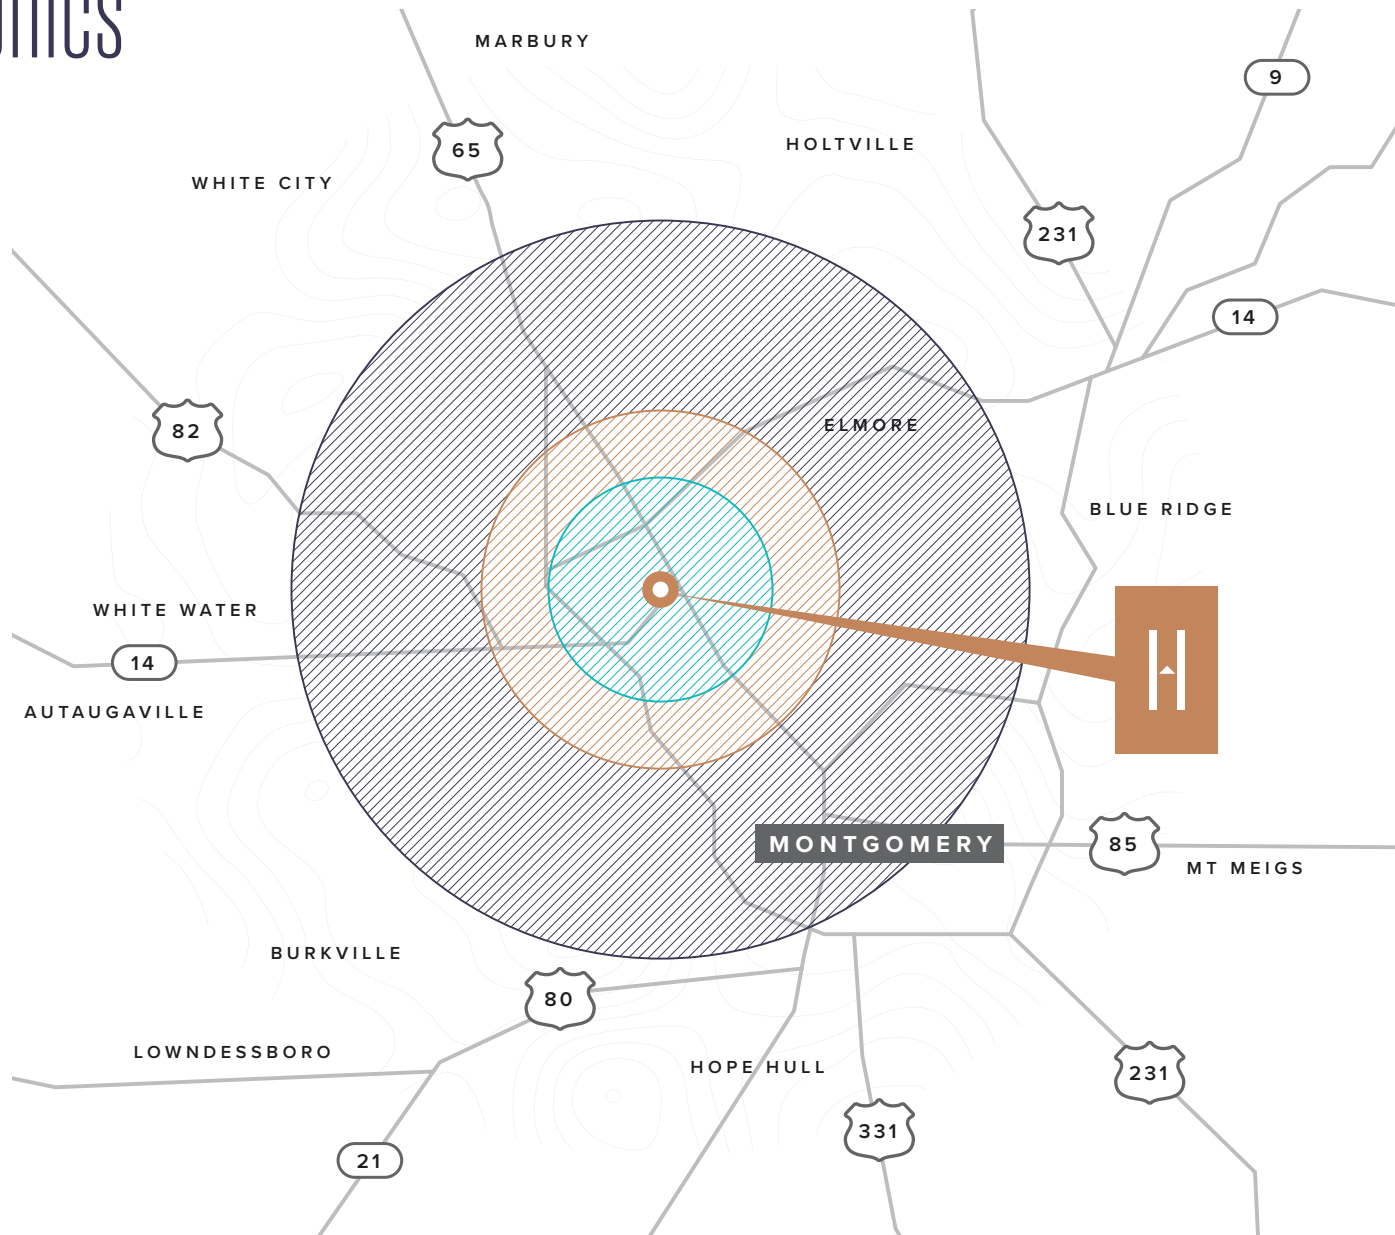 MARBURY
9
HOLTVILLE
65
WHITE CITY
231
14
82
ELMORE
BLUE RIDGE
WHITE WATER
14
AUTAUGAVILLE
MONTGOMERY
85
MT MEIGS
BURKVILLE
80
LOWNDESSBORO
HOPE HULL
231
331
21